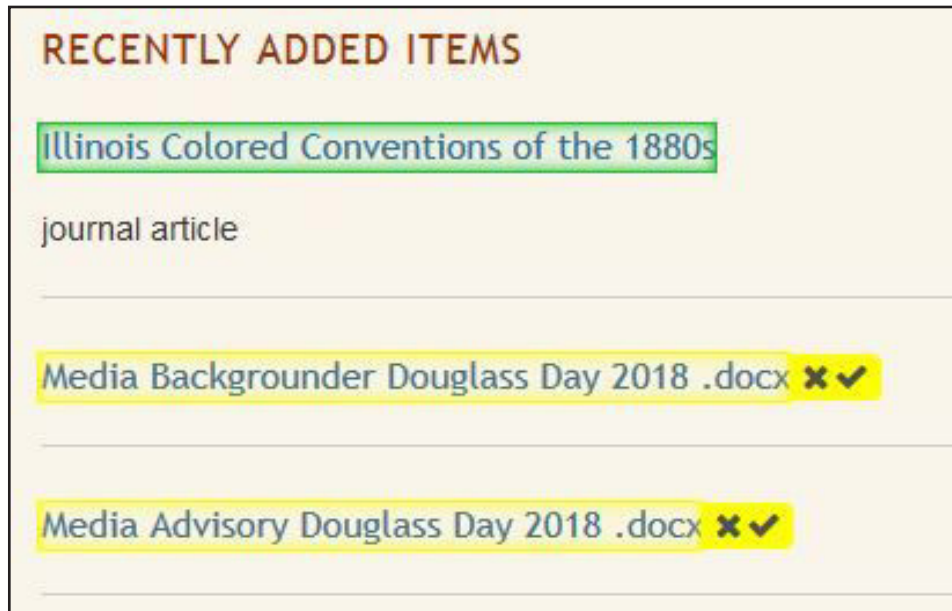 RECENTLY ADDED ITEMS
Illinois Colored Conventions of the 1880s
journal article
Media Backgrounder Douglass Day 2018 .docx
Media Advisory Douglass Day 2018 .docx